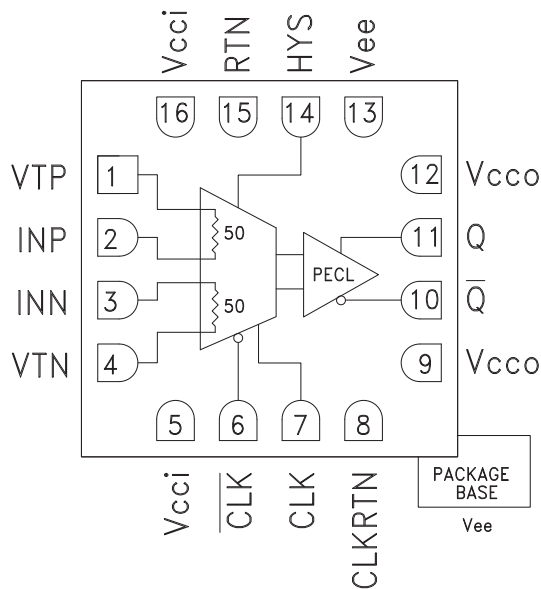 Vcci
RTN
HYS
Vee
16
15
14
13
VTP
1
12
Vcco
INP
2
50
11
Q
PECL
INN
3
50
10
Q̅
VTN
4
9
Vcco
5
6
7
8
Vcci
C̅L̅K̅
CLK
CLKRTN
PACKAGE
BASE
Vee